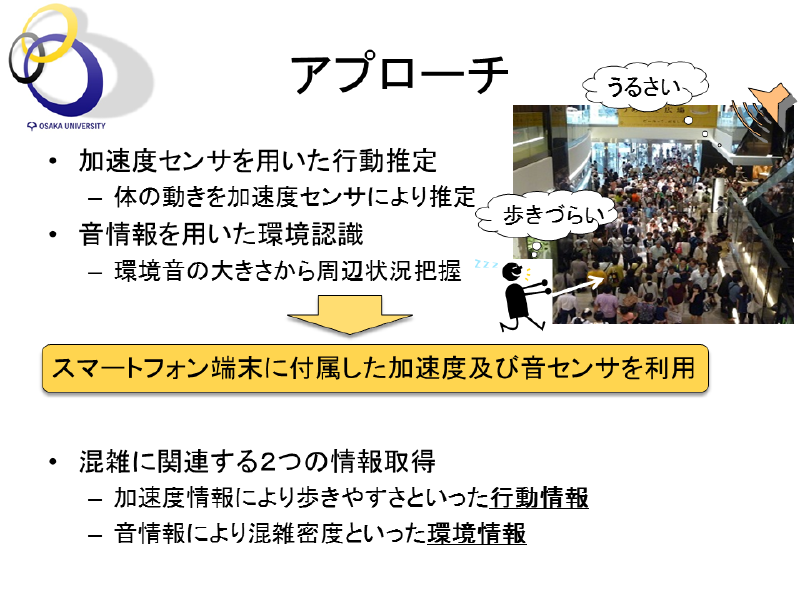 アプローチ
うるさい
OSAKA UNIVERSITY
• 加速度センサを用いた行動推定
– 体の動きを加速度センサにより推定
歩きづらい
• 音情報を用いた環境認識
– 環境音の大きさから周辺状況把握
zzz
スマートフォン端末に付属した加速度及び音センサを利用
• 混雑に関連する2つの情報取得
– 加速度情報により歩きやすさといった行動情報
– 音情報により混雑密度といった環境情報